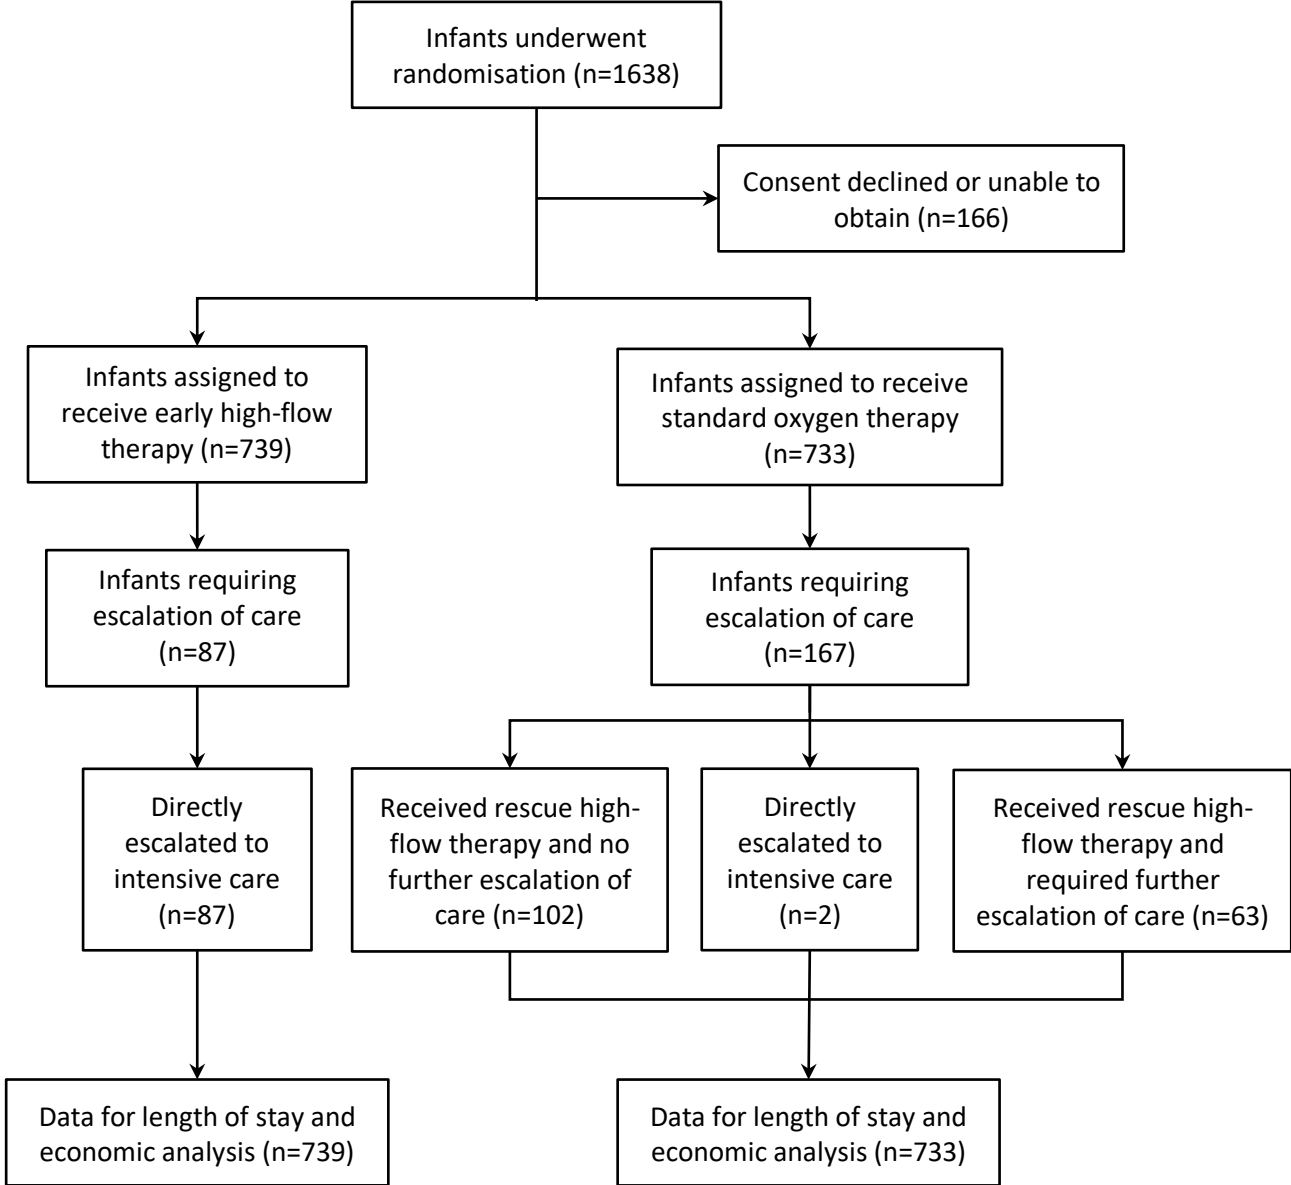 Infants underwent
randomisation (n=1638)
Consent declined or unable to
obtain (n=166)
Infants assigned to
receive early high-flow
therapy (n=739)
Infants assigned to receive
standard oxygen therapy
(n=733)
Infants requiring
escalation of care
(n=87)
Infants requiring
escalation of care
(n=167)
Directly
escalated to
intensive care
(n=87)
Received rescue high-
flow therapy and no
further escalation of
care (n=102)
Directly
escalated to
intensive care
(n=2)
Received rescue high-
flow therapy and
required further
escalation of care (n=63)
Data for length of stay and
economic analysis (n=739)
Data for length of stay and
economic analysis (n=733)